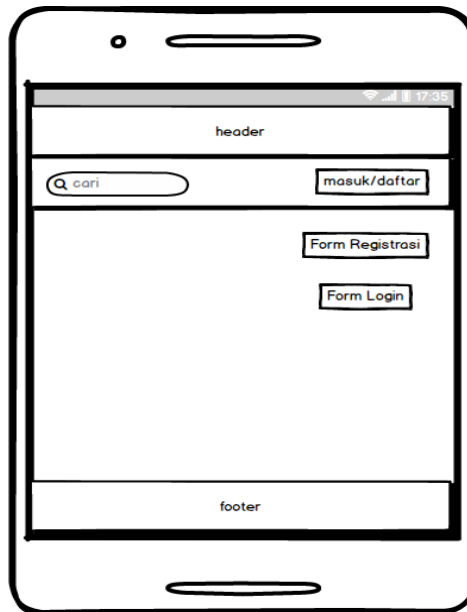 17:35
header
cari
masuk/daftar
Form Registrasi
Form Login
footer